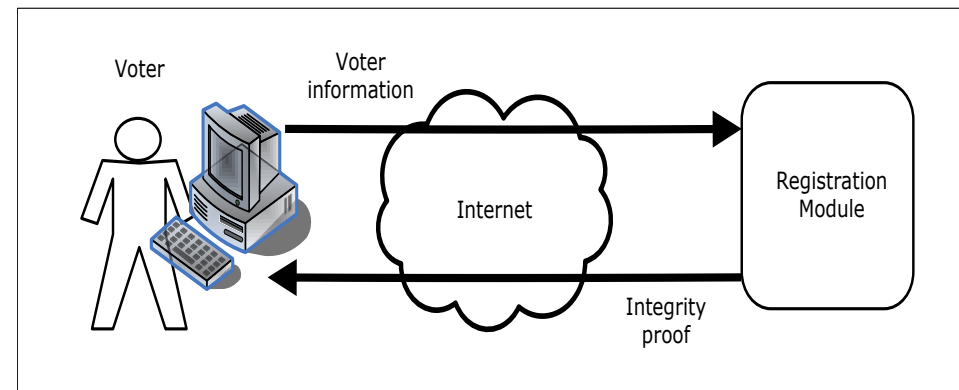 Voter
Voter
information
Internet
Registration
Module
Integrity
proof